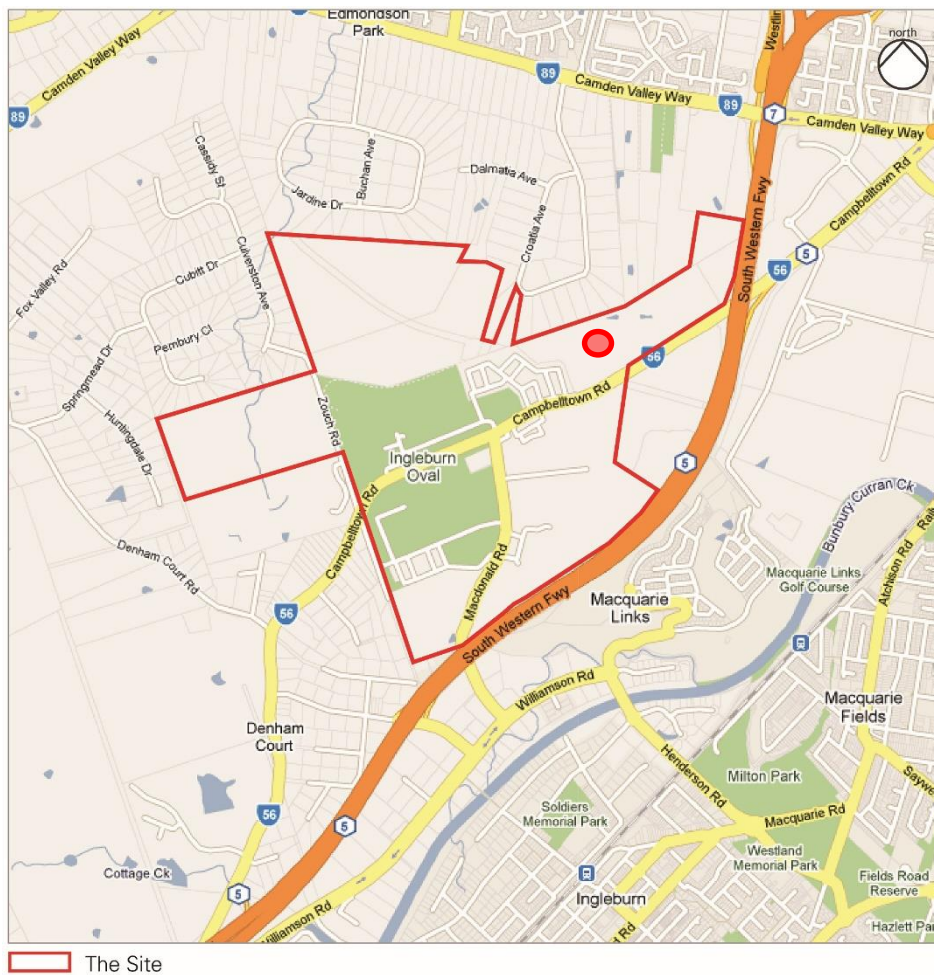 Edmondson
Park
Westlin
north
Camden Valley Way
89
89
Camden Valley Way
89
7
Camden Valley Way
Campbelltown Rd
Cassidy St
Buchan Ave
Dalmatia Ave
Jardine Dr
Croatia Ave
South Western Fwy
5
56
Culverston Ave
Cubitt Dr
Fox Valley Rd
Pembury Cl
Springmead Dr
56
Huntingdale Dr
Zouch Rd
Campbelltown Rd
Ingleburn
Oval
5
Campbelltown Rd
Bunbury Curran Ck
Rail
Denham Court Rd
Macdonald Rd
Atchison Rd
Macquarie Links
Golf Course
56
South Western Fwy
Macquarie
Links
Williamson Rd
Denham
Court
Macquarie
Fields
Henderson Rd
Milton Park
Saywe
56
5
Soldiers
Memorial Park
Macquarie Rd
Westland
Memorial Park
Cottage Ck
5
Ingleburn
Fields Road
Reserve
Hazlett Par
Williamson Rd
d Rd
The Site